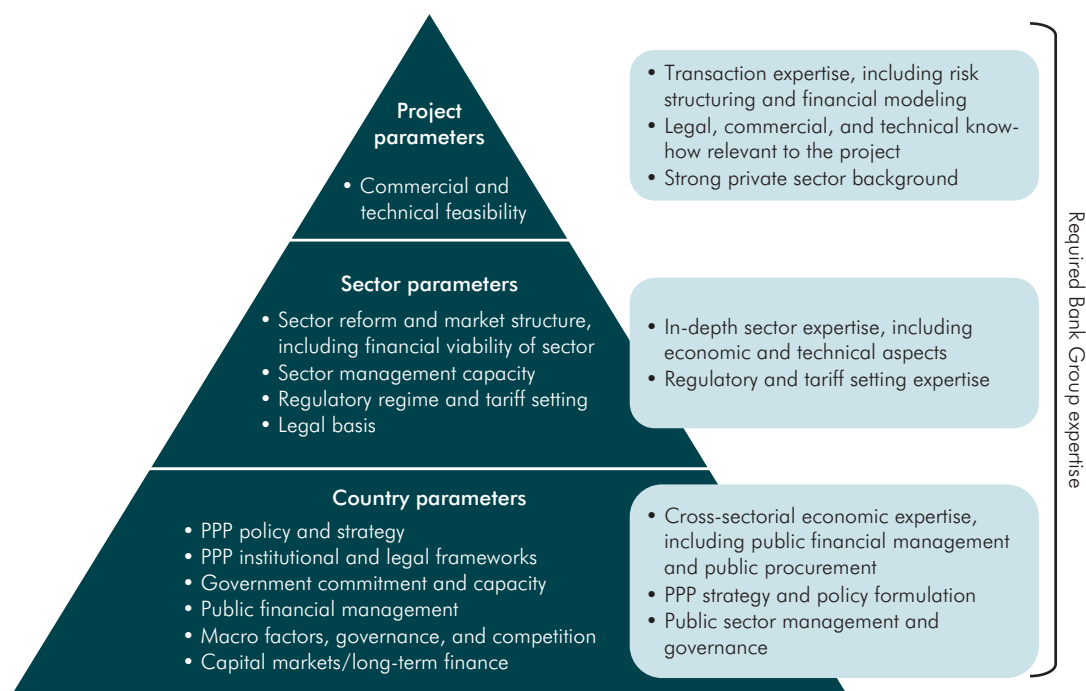 Project
parameters
• Commercial and
technical feasibility
• Transaction expertise, including risk
structuring and financial modeling
• Legal, commercial, and technical know-
how relevant to the project
• Strong private sector background
Sector parameters
• Sector reform and market structure,
including financial viability of sector
• Sector management capacity
• Regulatory regime and tariff setting
• Legal basis
• In-depth sector expertise, including
economic and technical aspects
• Regulatory and tariff setting expertise
Country parameters
• PPP policy and strategy
• PPP institutional and legal frameworks
• Government commitment and capacity
• Public financial management
• Macro factors, governance, and competition
• Capital markets/long-term finance
• Cross-sectorial economic expertise,
including public financial management
and public procurement
• PPP strategy and policy formulation
• Public sector management and
governance
Required Bank Group expertise